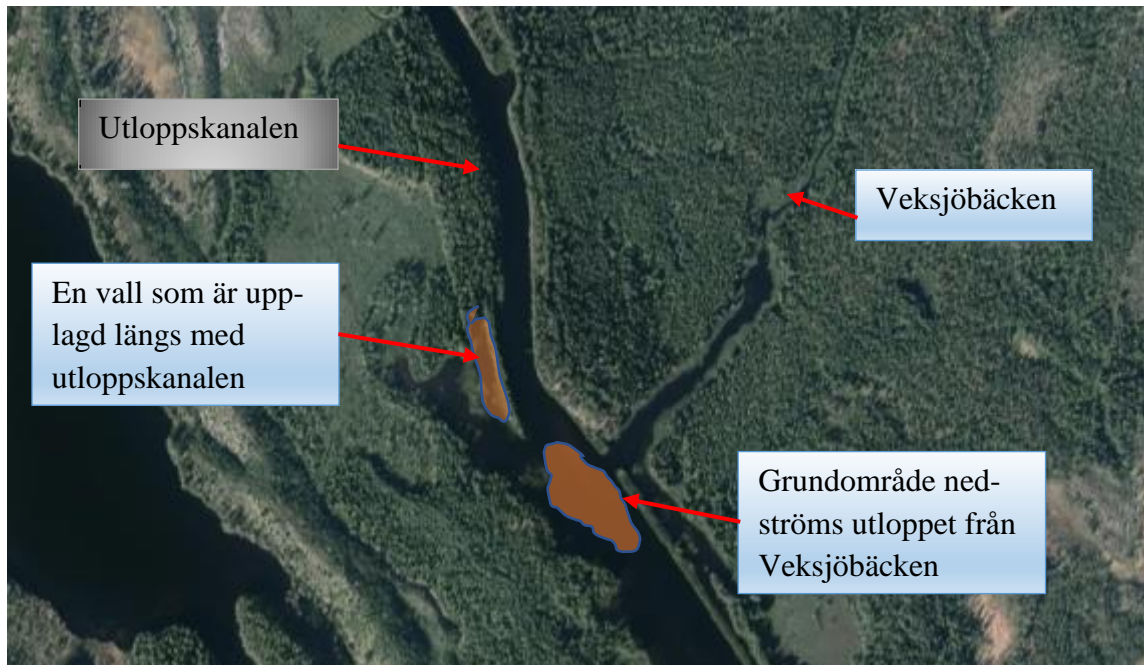 Utloppskanalen
Veksjöbäcken
En vall som är upp-
lagd längs med
utloppskanalen
Grundområde ned-
ströms utloppet från
Veksjöbäcken